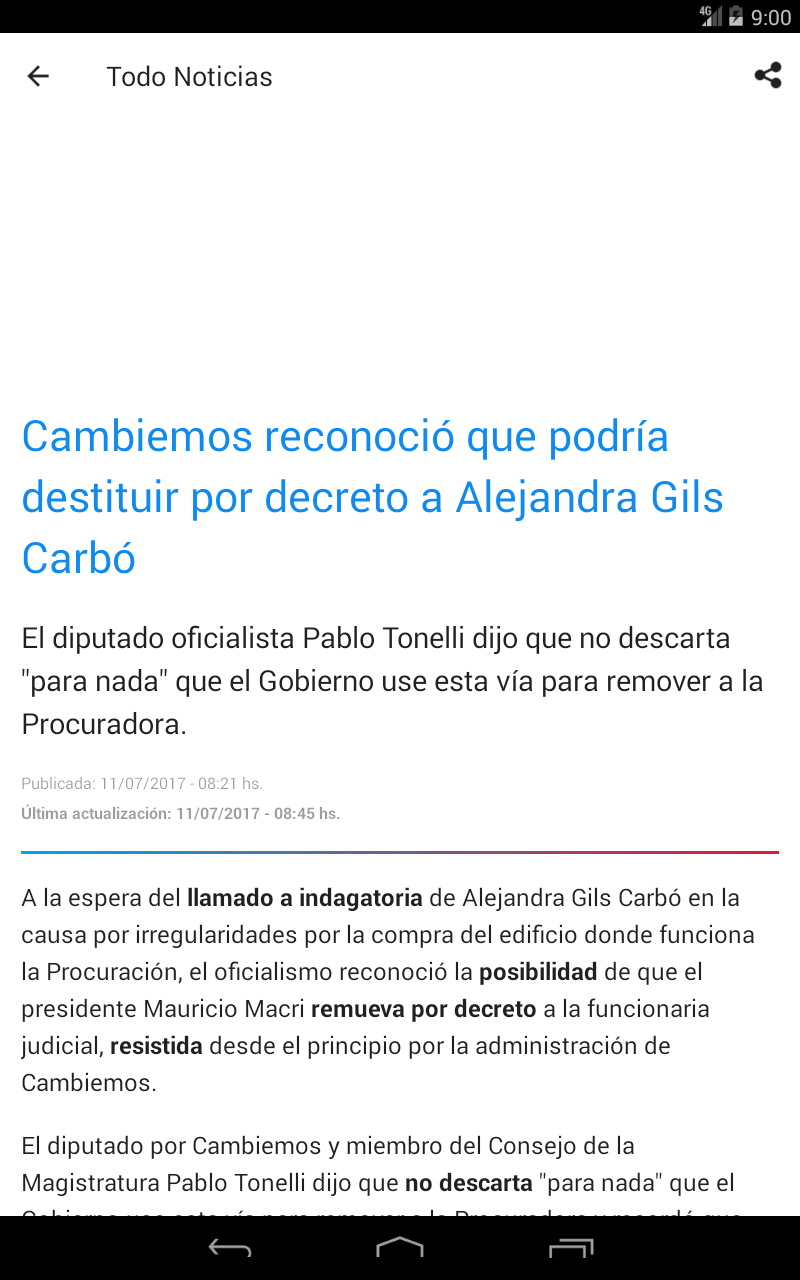 4G 9:00
Todo Noticias
Cambiemos reconoció que podría
destituir por decreto a Alejandra Gils
Carbó
El diputado oficialista Pablo Tonelli dijo que no descarta
"para nada" que el Gobierno use esta vía para remover a la
Procuradora.
Publicada: 11/07/2017 - 08:21 hs.
Última actualización: 11/07/2017 - 08:45 hs.
A la espera del llamado a indagatoria de Alejandra Gils Carbó en la
causa por irregularidades por la compra del edificio donde funciona
la Procuración, el oficialismo reconoció la posibilidad de que el
presidente Mauricio Macri remueva por decreto a la funcionaria
judicial, resistida desde el principio por la administración de
Cambiemos.
El diputado por Cambiemos y miembro del Consejo de la
Magistratura Pablo Tonelli dijo que no descarta "para nada" que el